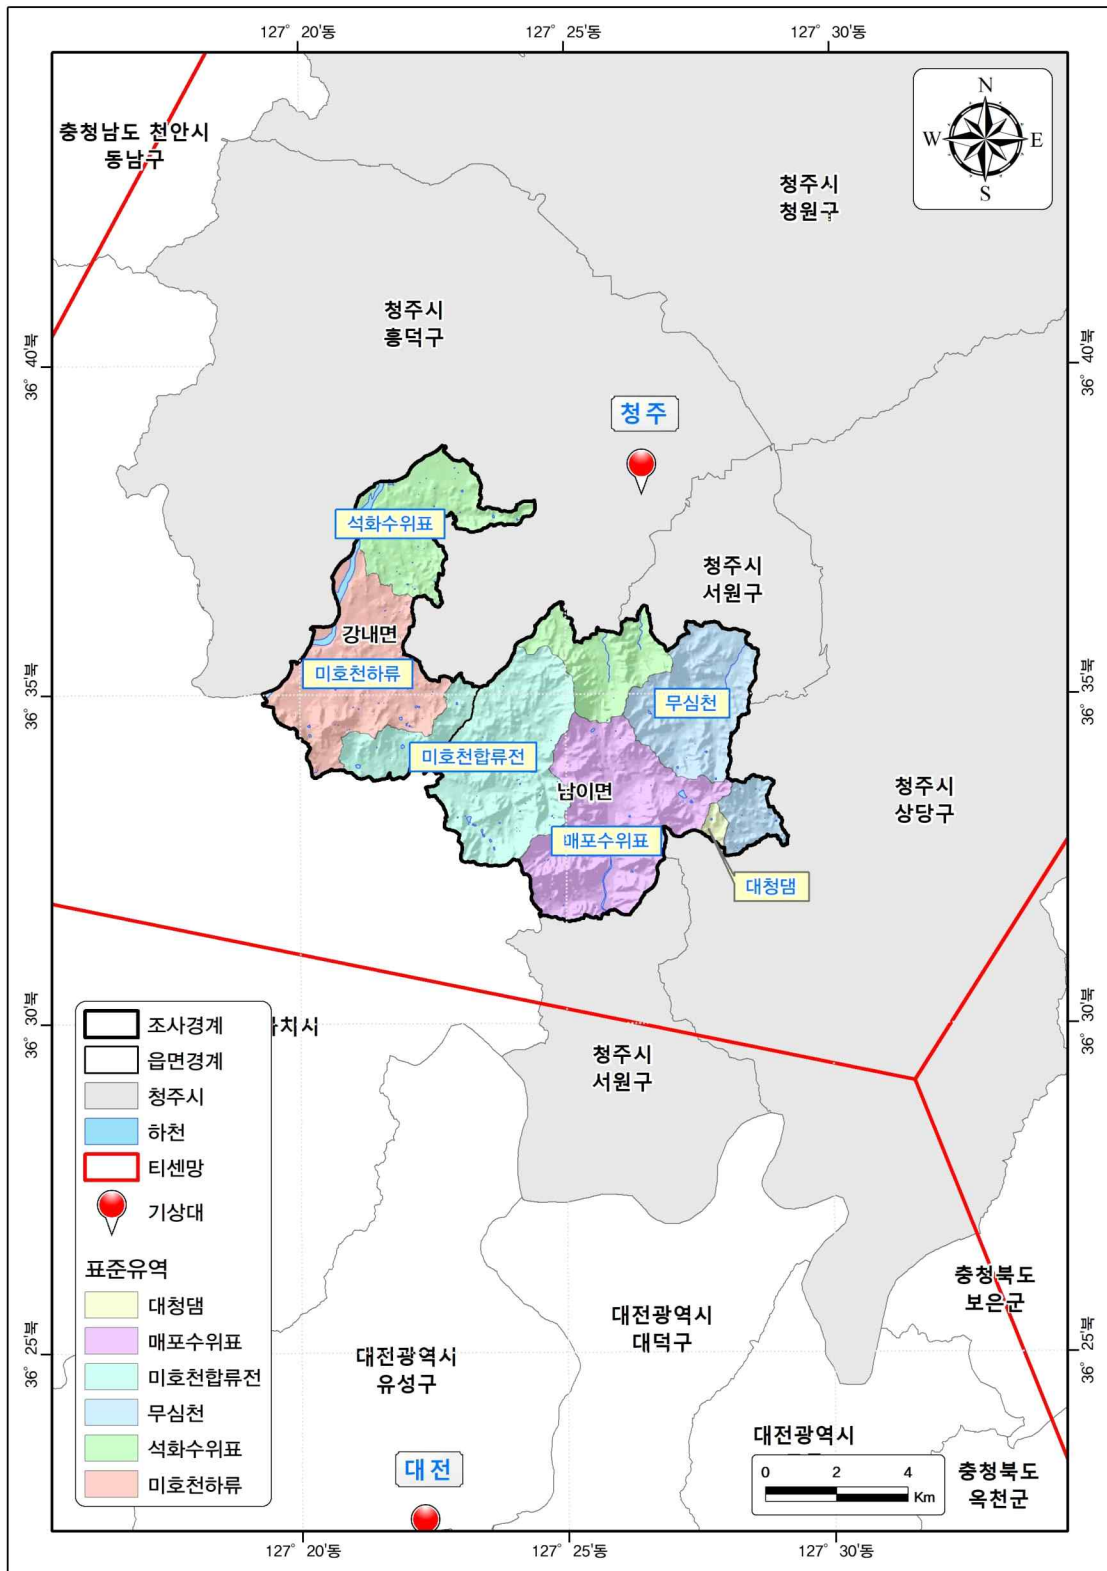 127° 20'동
127° 25'동
127° 30'동
N
W
E
S
충청남도 천안시
동남구
청주시
청원구
청주시
흥덕구
36° 40'북
36° 40'북
청주
석화수위표
청주시
서원구
강내면
미호천하류
무심천
36° 35'북
36° 35'북
미호천합류전
남이면
청주시
상당구
매포수위표
대청댐
36° 30'북
36° 30'북
치시
청주시
서원구
조사경계
읍면경계
청주시
하천
티센망
기상대
표준유역
대청댐
매포수위표
미호천합류전
무심천
석화수위표
미호천하류
충청북도
보은군
대전광역시
대덕구
대전광역시
유성구
36° 25'북
36° 25'북
대전광역시
대전
0 2 4
Km
충청북도
옥천군
127° 20'동
127° 25'동
127° 30'동